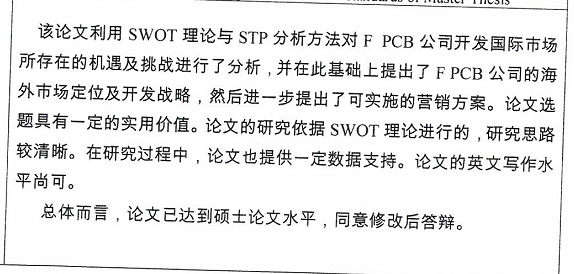 Standards of Master Thesis
该论文利用 SWOT 理论与 STP 分析方法对 F PCB 公司开发国际市场
所存在的机遇及挑战进行了分析，并在此基础上提出了 F PCB 公司的海
外市场定位及开发战略，然后进一步提出了可实施的营销方案。论文选
题具有一定的实用价值。论文的研究依据 SWOT 理论进行的，研究思路
较清晰。在研究过程中，论文也提供一定数据支持。论文的英文写作水
平尚可。
总体而言，论文已达到硕士论文水平，同意修改后答辩。